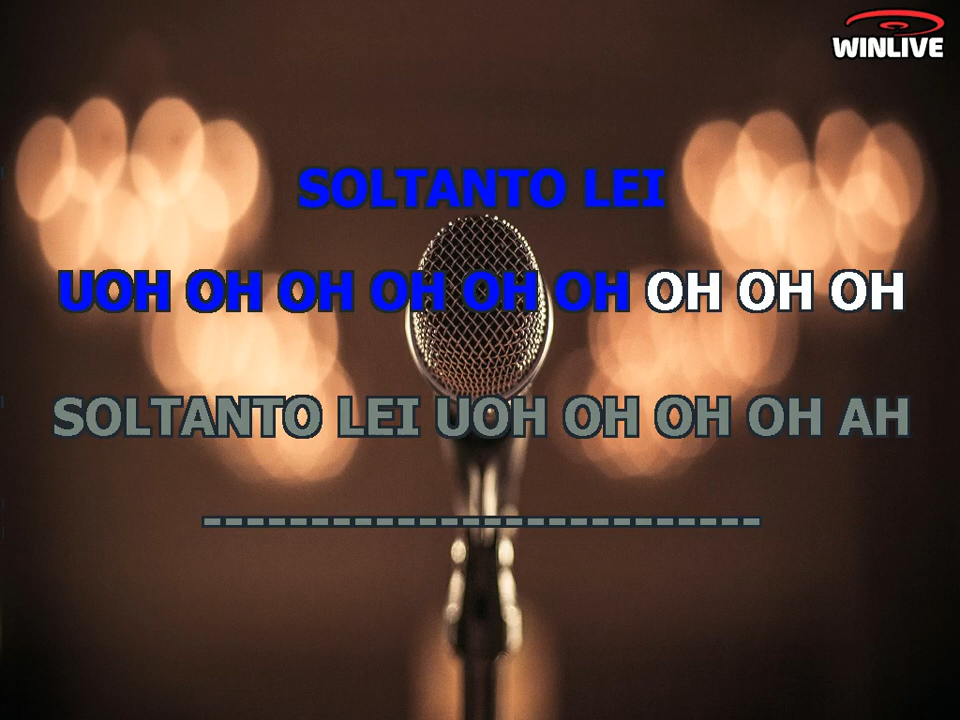 WINLIVE
SOLTANTO LEI
UOH OH OH OH OH OH OH OH OH
SOLTANTO LEI UOH OH OH OH AH
--------------------------